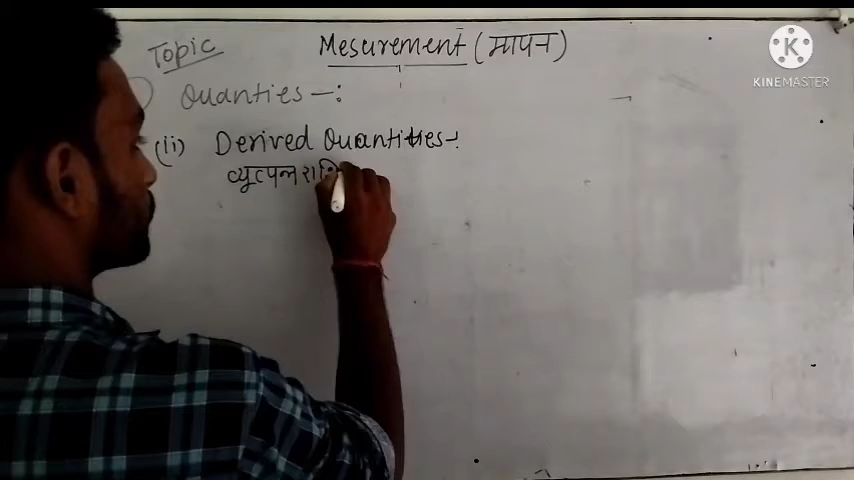 Topic
Mesurement (मापन)
Quanties -:
(ii) Derived Quantities -:
व्युत्पन रा
K
KINEMASTER